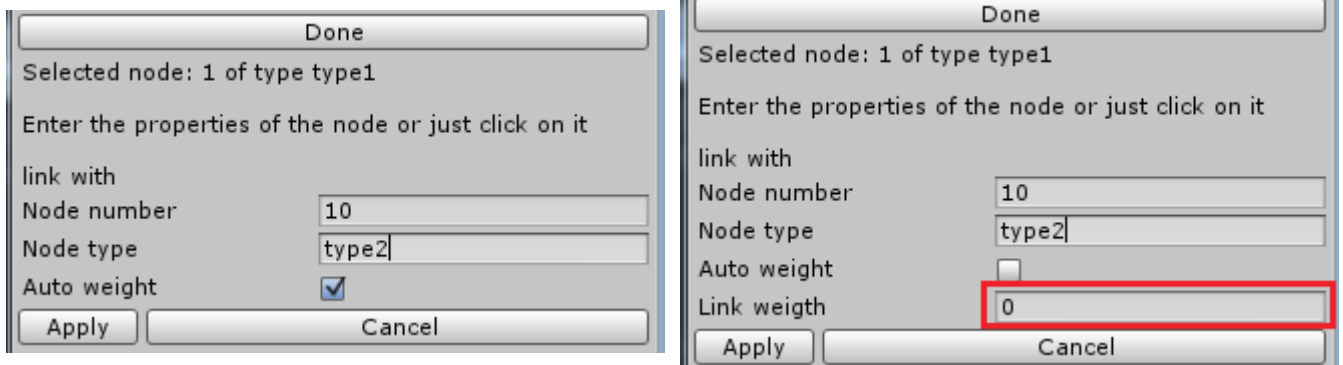 Done
Selected node: 1 of type type1
Enter the properties of the node or just click on it
link with
Node number 10
Node type type2
Auto weight
Apply Cancel
Done
Selected node: 1 of type type1
Enter the properties of the node or just click on it
link with
Node number 10
Node type type2
Auto weight
Link weigth 0
Apply Cancel